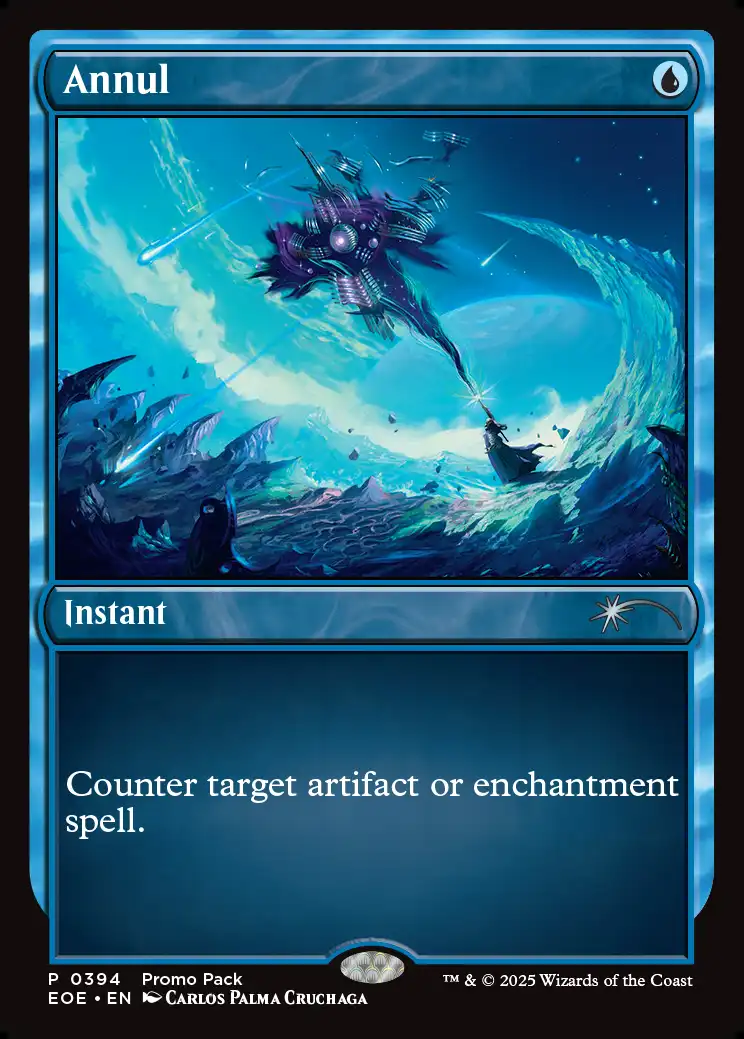 Annul
Instant
Counter target artifact or enchantment
spell.
P 0394 Promo Pack
EOE • EN CARLOS PALMA CRUCHAGA
™ & © 2025 Wizards of the Coast